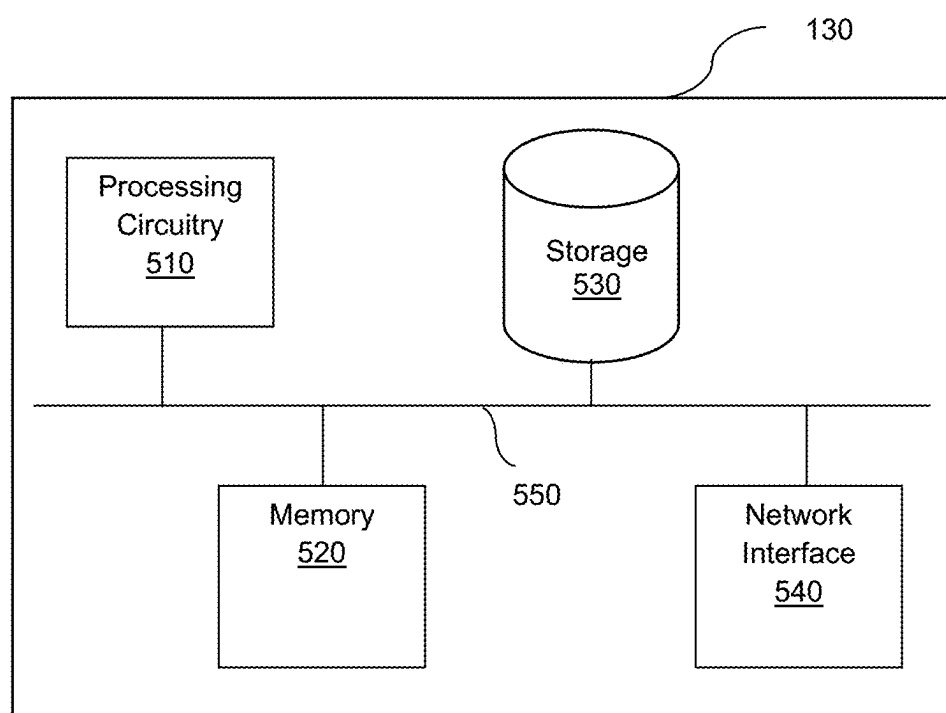 130
Processing
Circuitry
510
Storage
530
550
Memory
520
Network
Interface
540